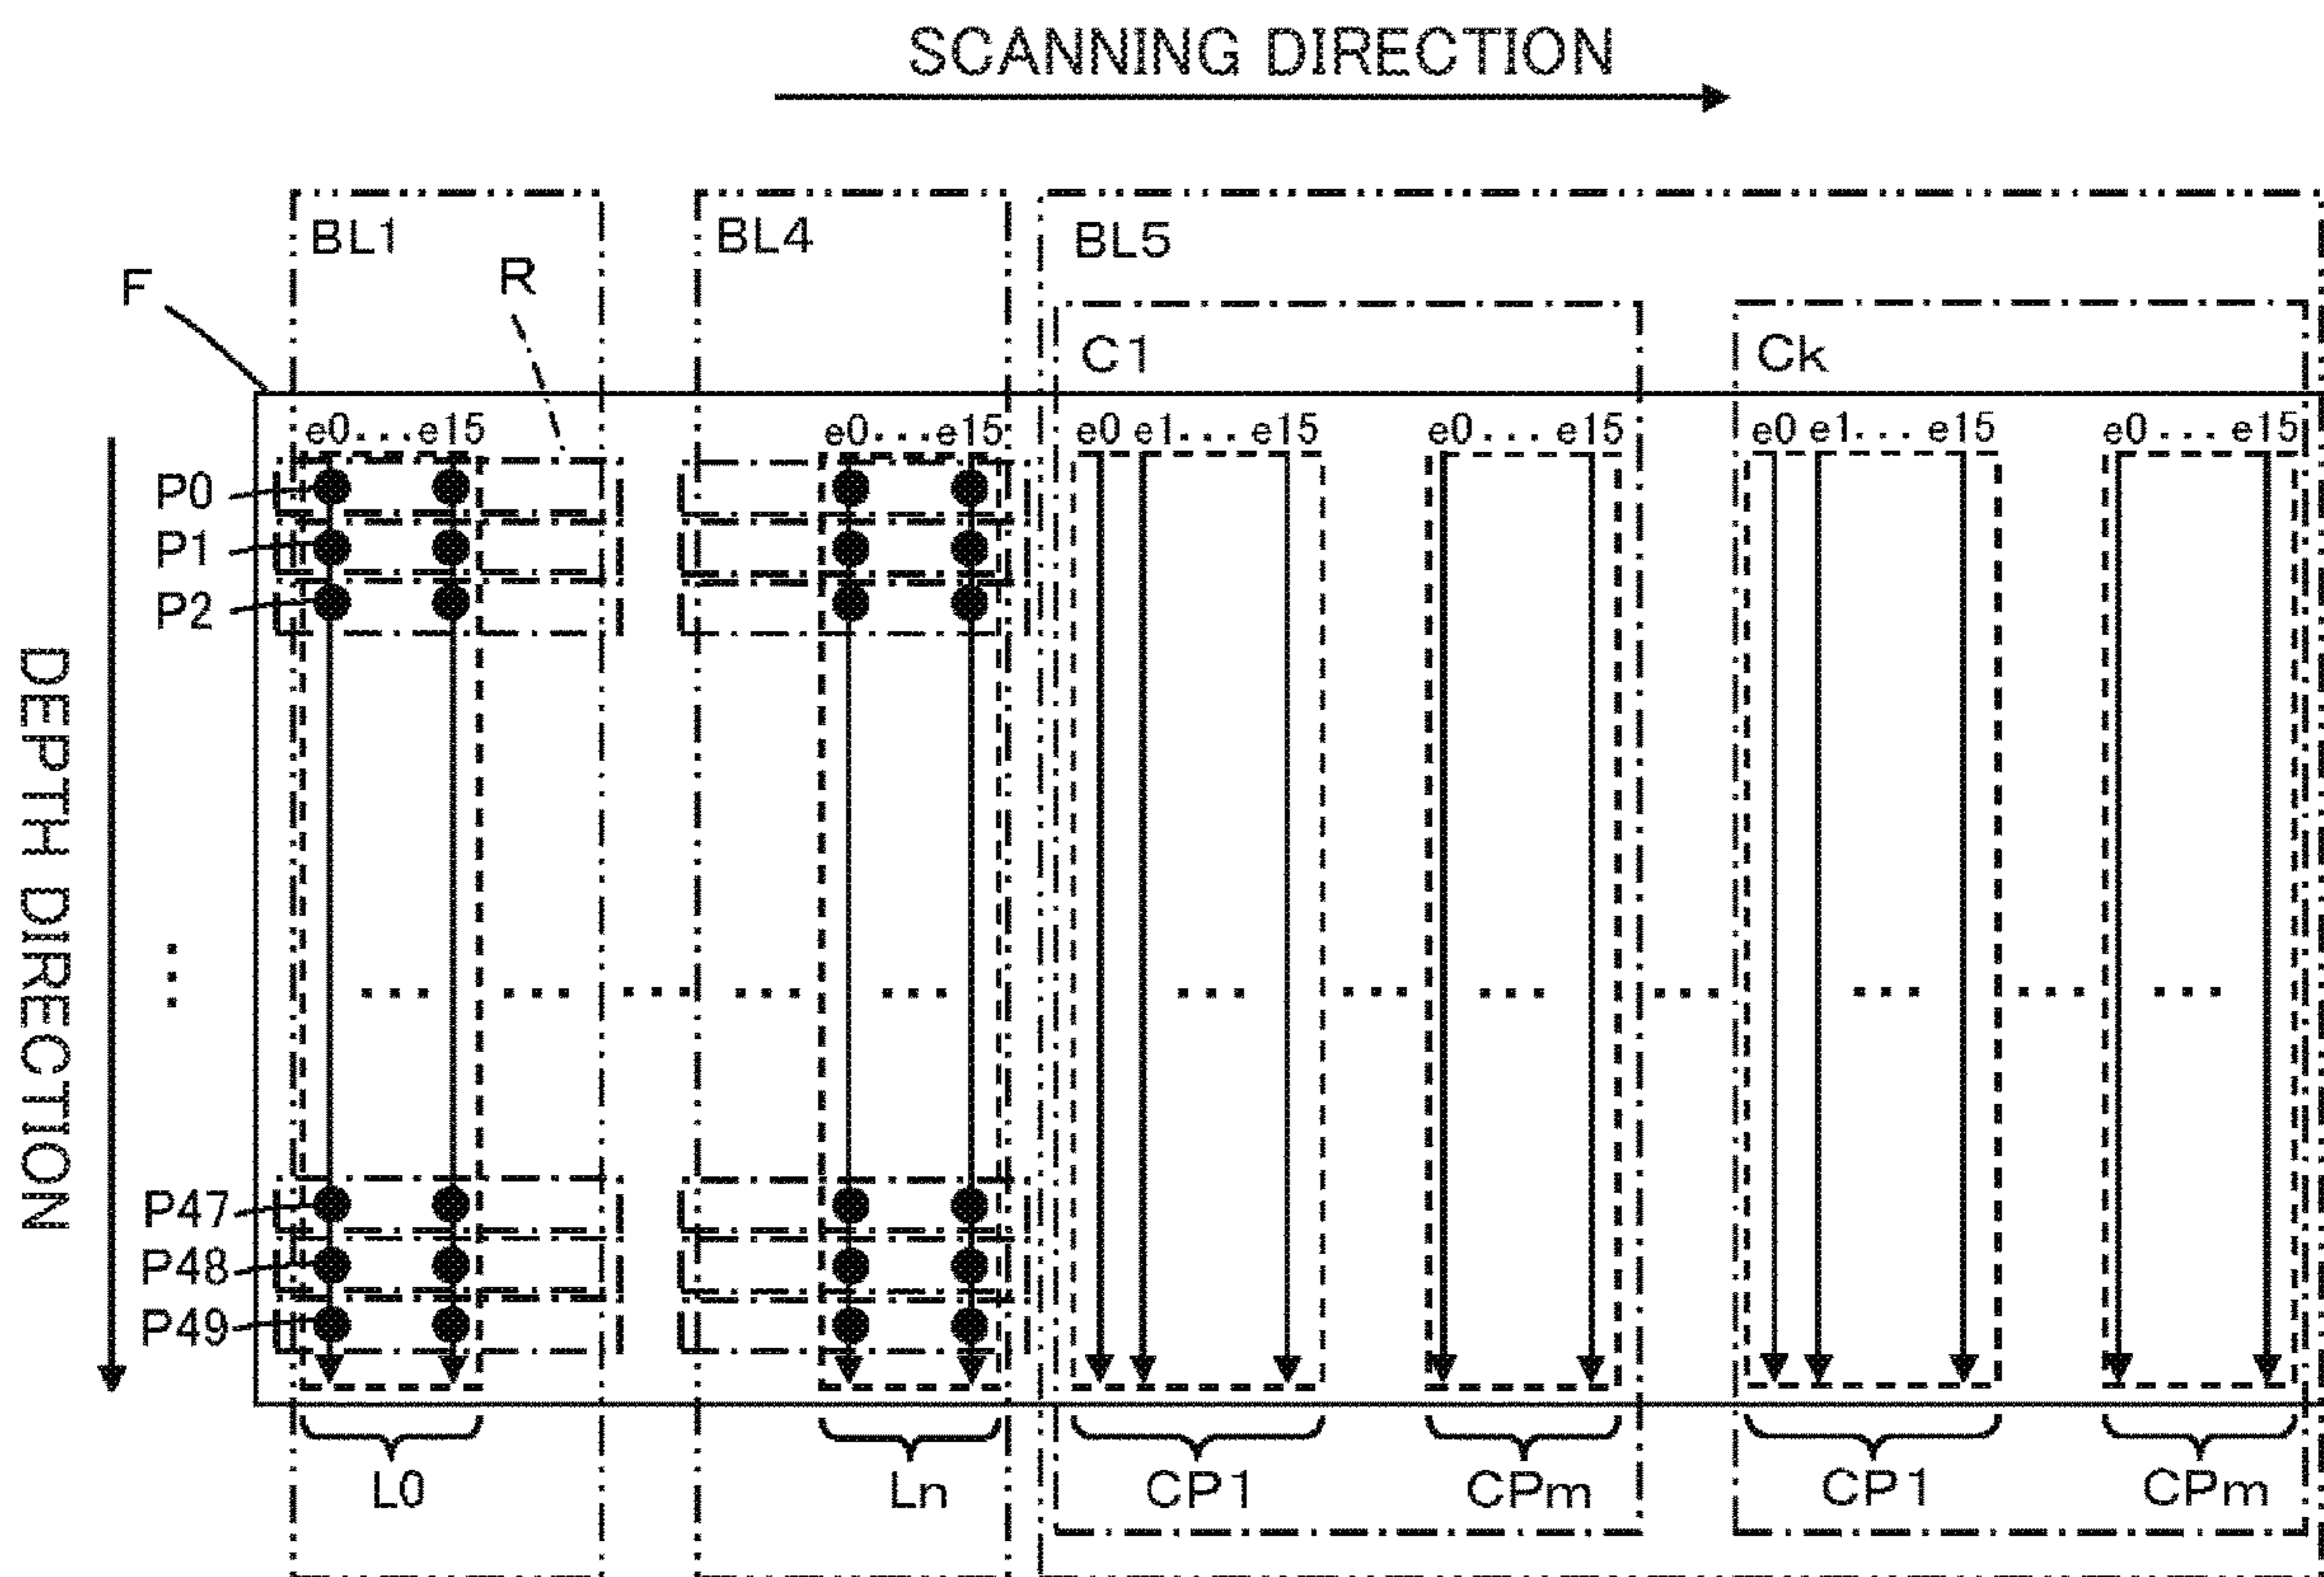 SCANNING DIRECTION
BL1 BL4 BL5
F R
C1 Ck
e0...e15 e0...e15 e0 e1...e15 e0...e15 e0 e1...e15 e0...e15
P0
P1
P2
DEPTH DIRECTION
P47
P48
P49
L0 Ln CP1 CPm CP1 CPm